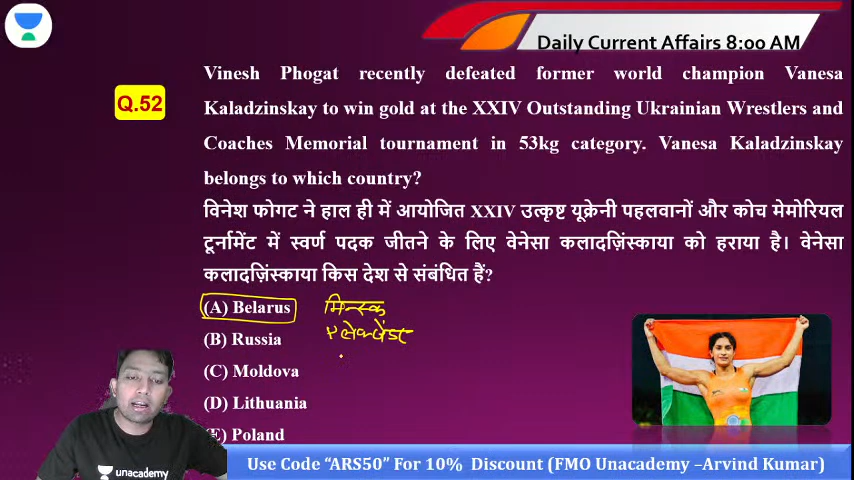 Daily Current Affairs 8:00 AM
Q.52
Vinesh Phogat recently defeated former world champion Vanesa
Kaladzinskay to win gold at the XXIV Outstanding Ukrainian Wrestlers and
Coaches Memorial tournament in 53kg category. Vanesa Kaladzinskay
belongs to which country?
विनेश फोगट ने हाल ही में आयोजित XXIV उत्कृष्ट यूक्रेनी पहलवानों और कोच मेमोरियल
टूर्नामेंट में स्वर्ण पदक जीतने के लिए वेनेसा कलादज़िंस्काया को हराया है। वेनेसा
कलादज़िंस्काया किस देश से संबंधित हैं?
(A) Belarus मिन्स्क
(B) Russia
(C) Moldova
(D) Lithuania
(E) Poland
unacademy
Use Code “ARS50” For 10% Discount (FMO Unacademy –Arvind Kumar)